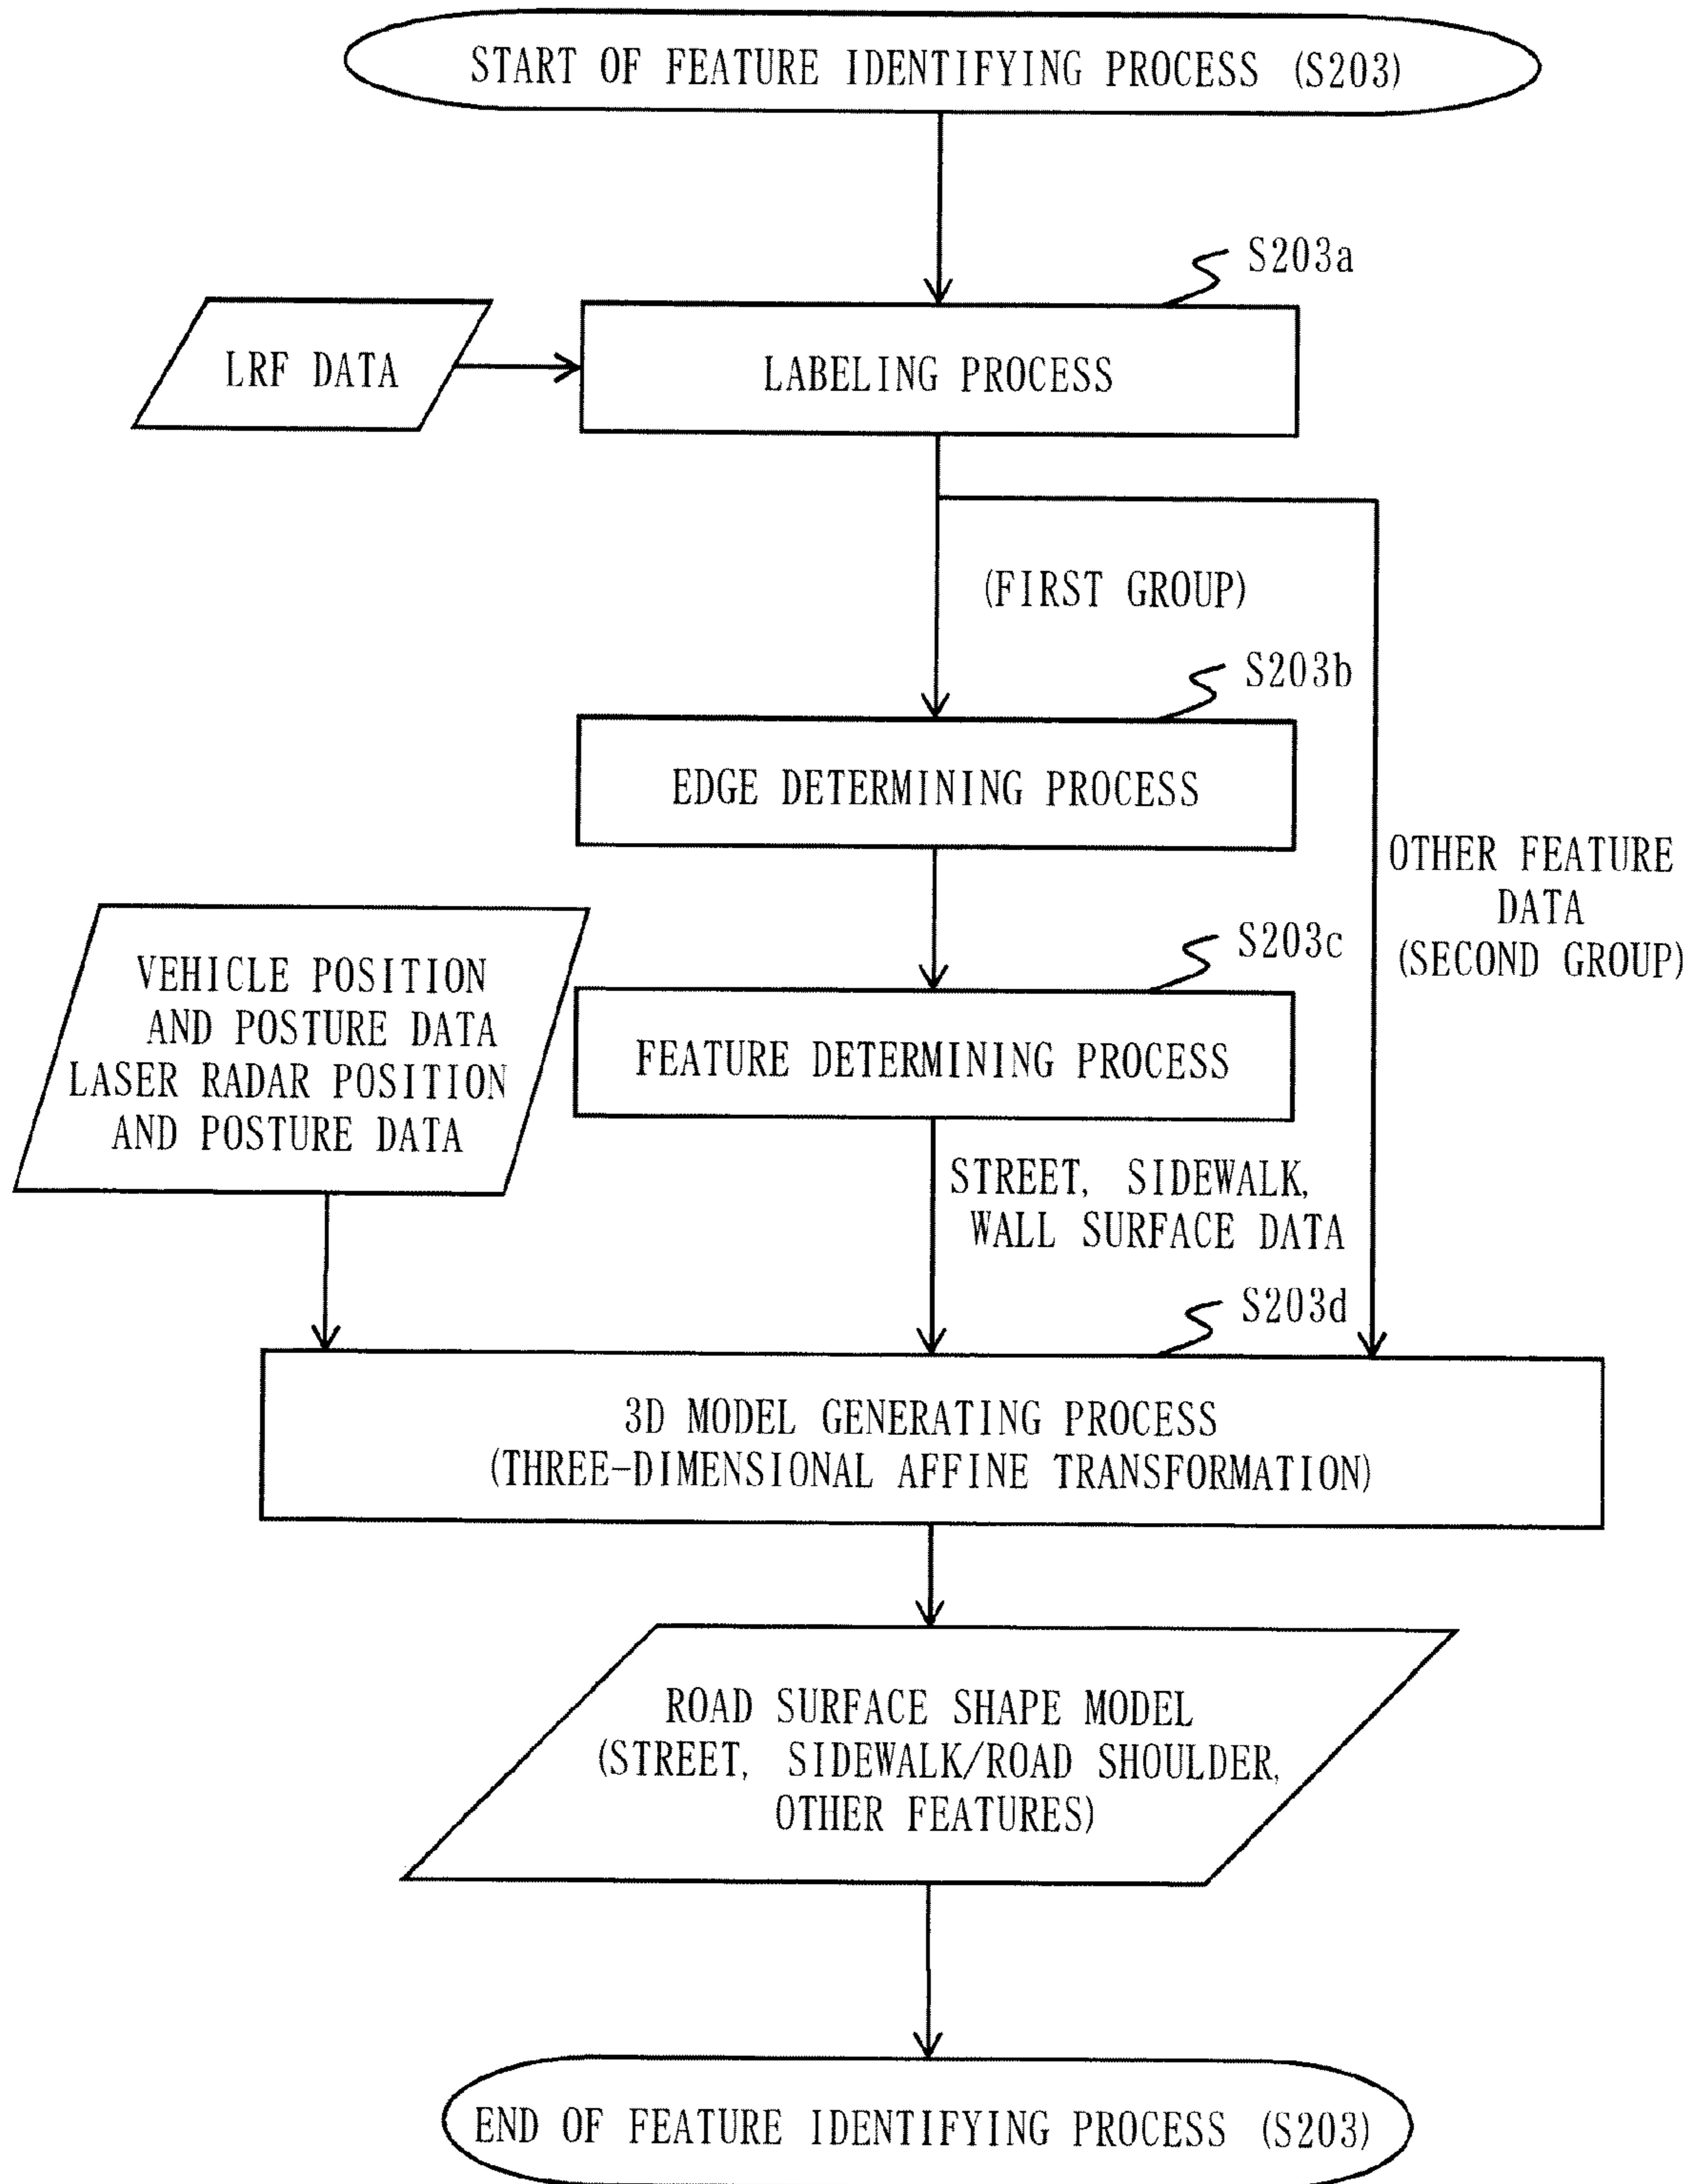 START OF FEATURE IDENTIFYING PROCESS (S203)
S203a
LRF DATA
LABELING PROCESS
(FIRST GROUP)
S203b
EDGE DETERMINING PROCESS
OTHER FEATURE
DATA
(SECOND GROUP)
S203c
VEHICLE POSITION
AND POSTURE DATA
LASER RADAR POSITION
AND POSTURE DATA
FEATURE DETERMINING PROCESS
STREET, SIDEWALK,
WALL SURFACE DATA
S203d
3D MODEL GENERATING PROCESS
(THREE-DIMENSIONAL AFFINE TRANSFORMATION)
ROAD SURFACE SHAPE MODEL
(STREET, SIDEWALK/ROAD SHOULDER,
OTHER FEATURES)
END OF FEATURE IDENTIFYING PROCESS (S203)